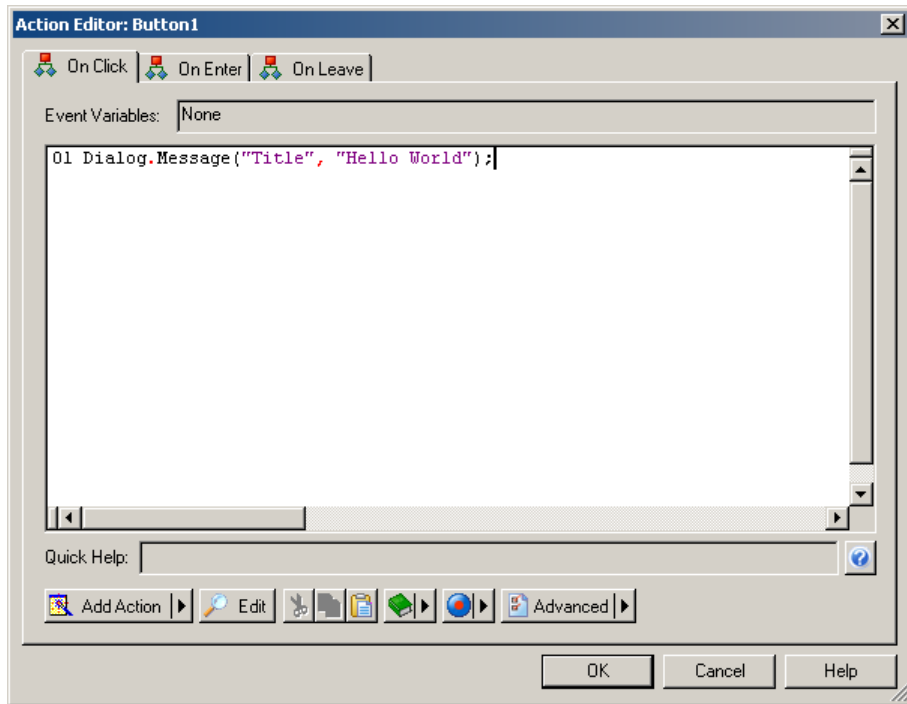 Action Editor: Button1
On Click On Enter On Leave
Event Variables: None
01 Dialog.Message("Title", "Hello World");
Quick Help:
Add Action Edit Advanced
OK Cancel Help